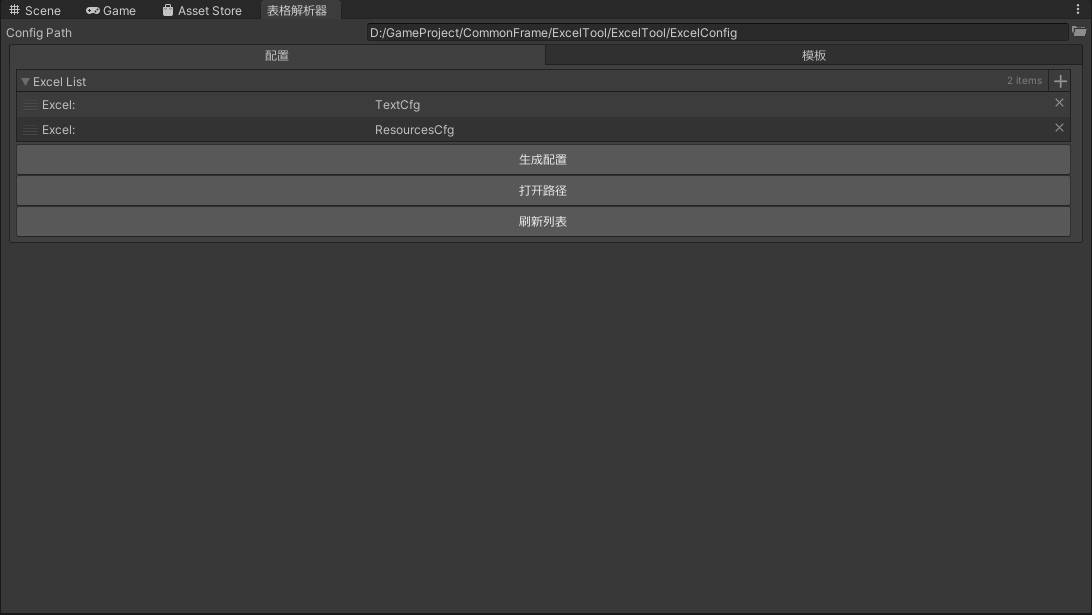 Scene Game Asset Store 表格解析器
Config Path D:/GameProject/CommonFrame/ExcelTool/ExcelTool/ExcelConfig
配置 模板
Excel List 2 items
Excel: TextCfg
Excel: ResourcesCfg
生成配置
打开路径
刷新列表